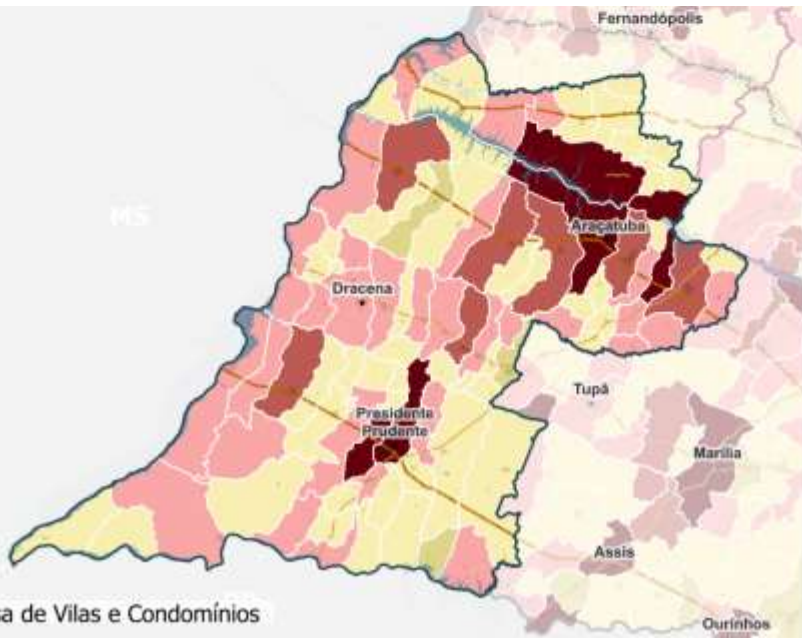 Fernandópolis
MS
Araçatuba
Dracena
Tupã
Presidente
Prudente
Marília
Assis
sa de Vilas e Condomínios
Ourinhos